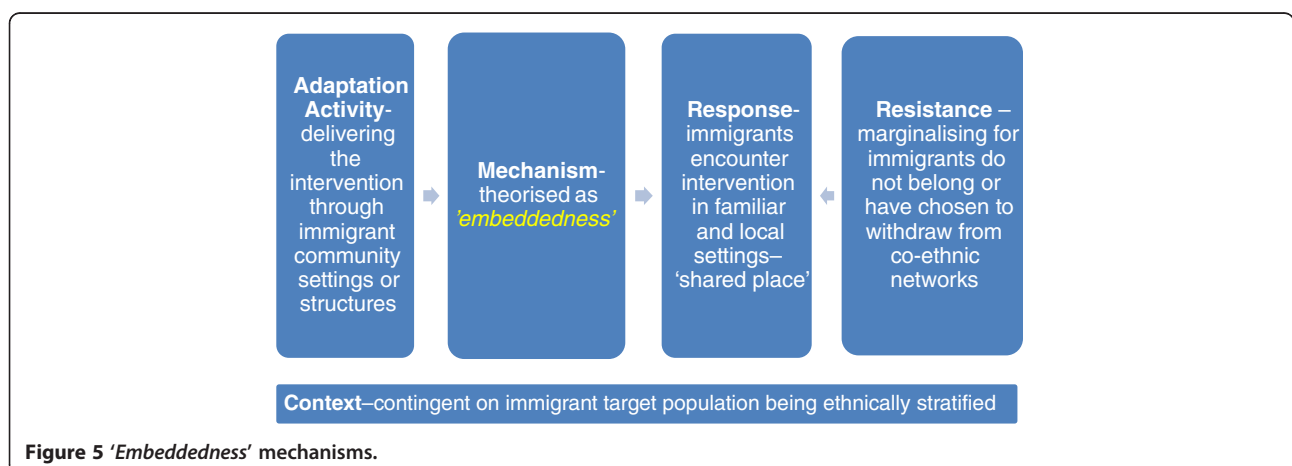 Adaptation
Activity-
delivering
the
intervention
through
immigrant
community
settings or
structures
Mechanism-
theorised as
'embeddedness'
Response-
immigrants
encounter
intervention
in familiar
and local
settings–
'shared place'
Resistance –
marginalising for
immigrants do
not belong or
have chosen to
withdraw from
co-ethnic
networks
Context–contingent on immigrant target population being ethnically stratified
Figure 5 'Embeddedness' mechanisms.